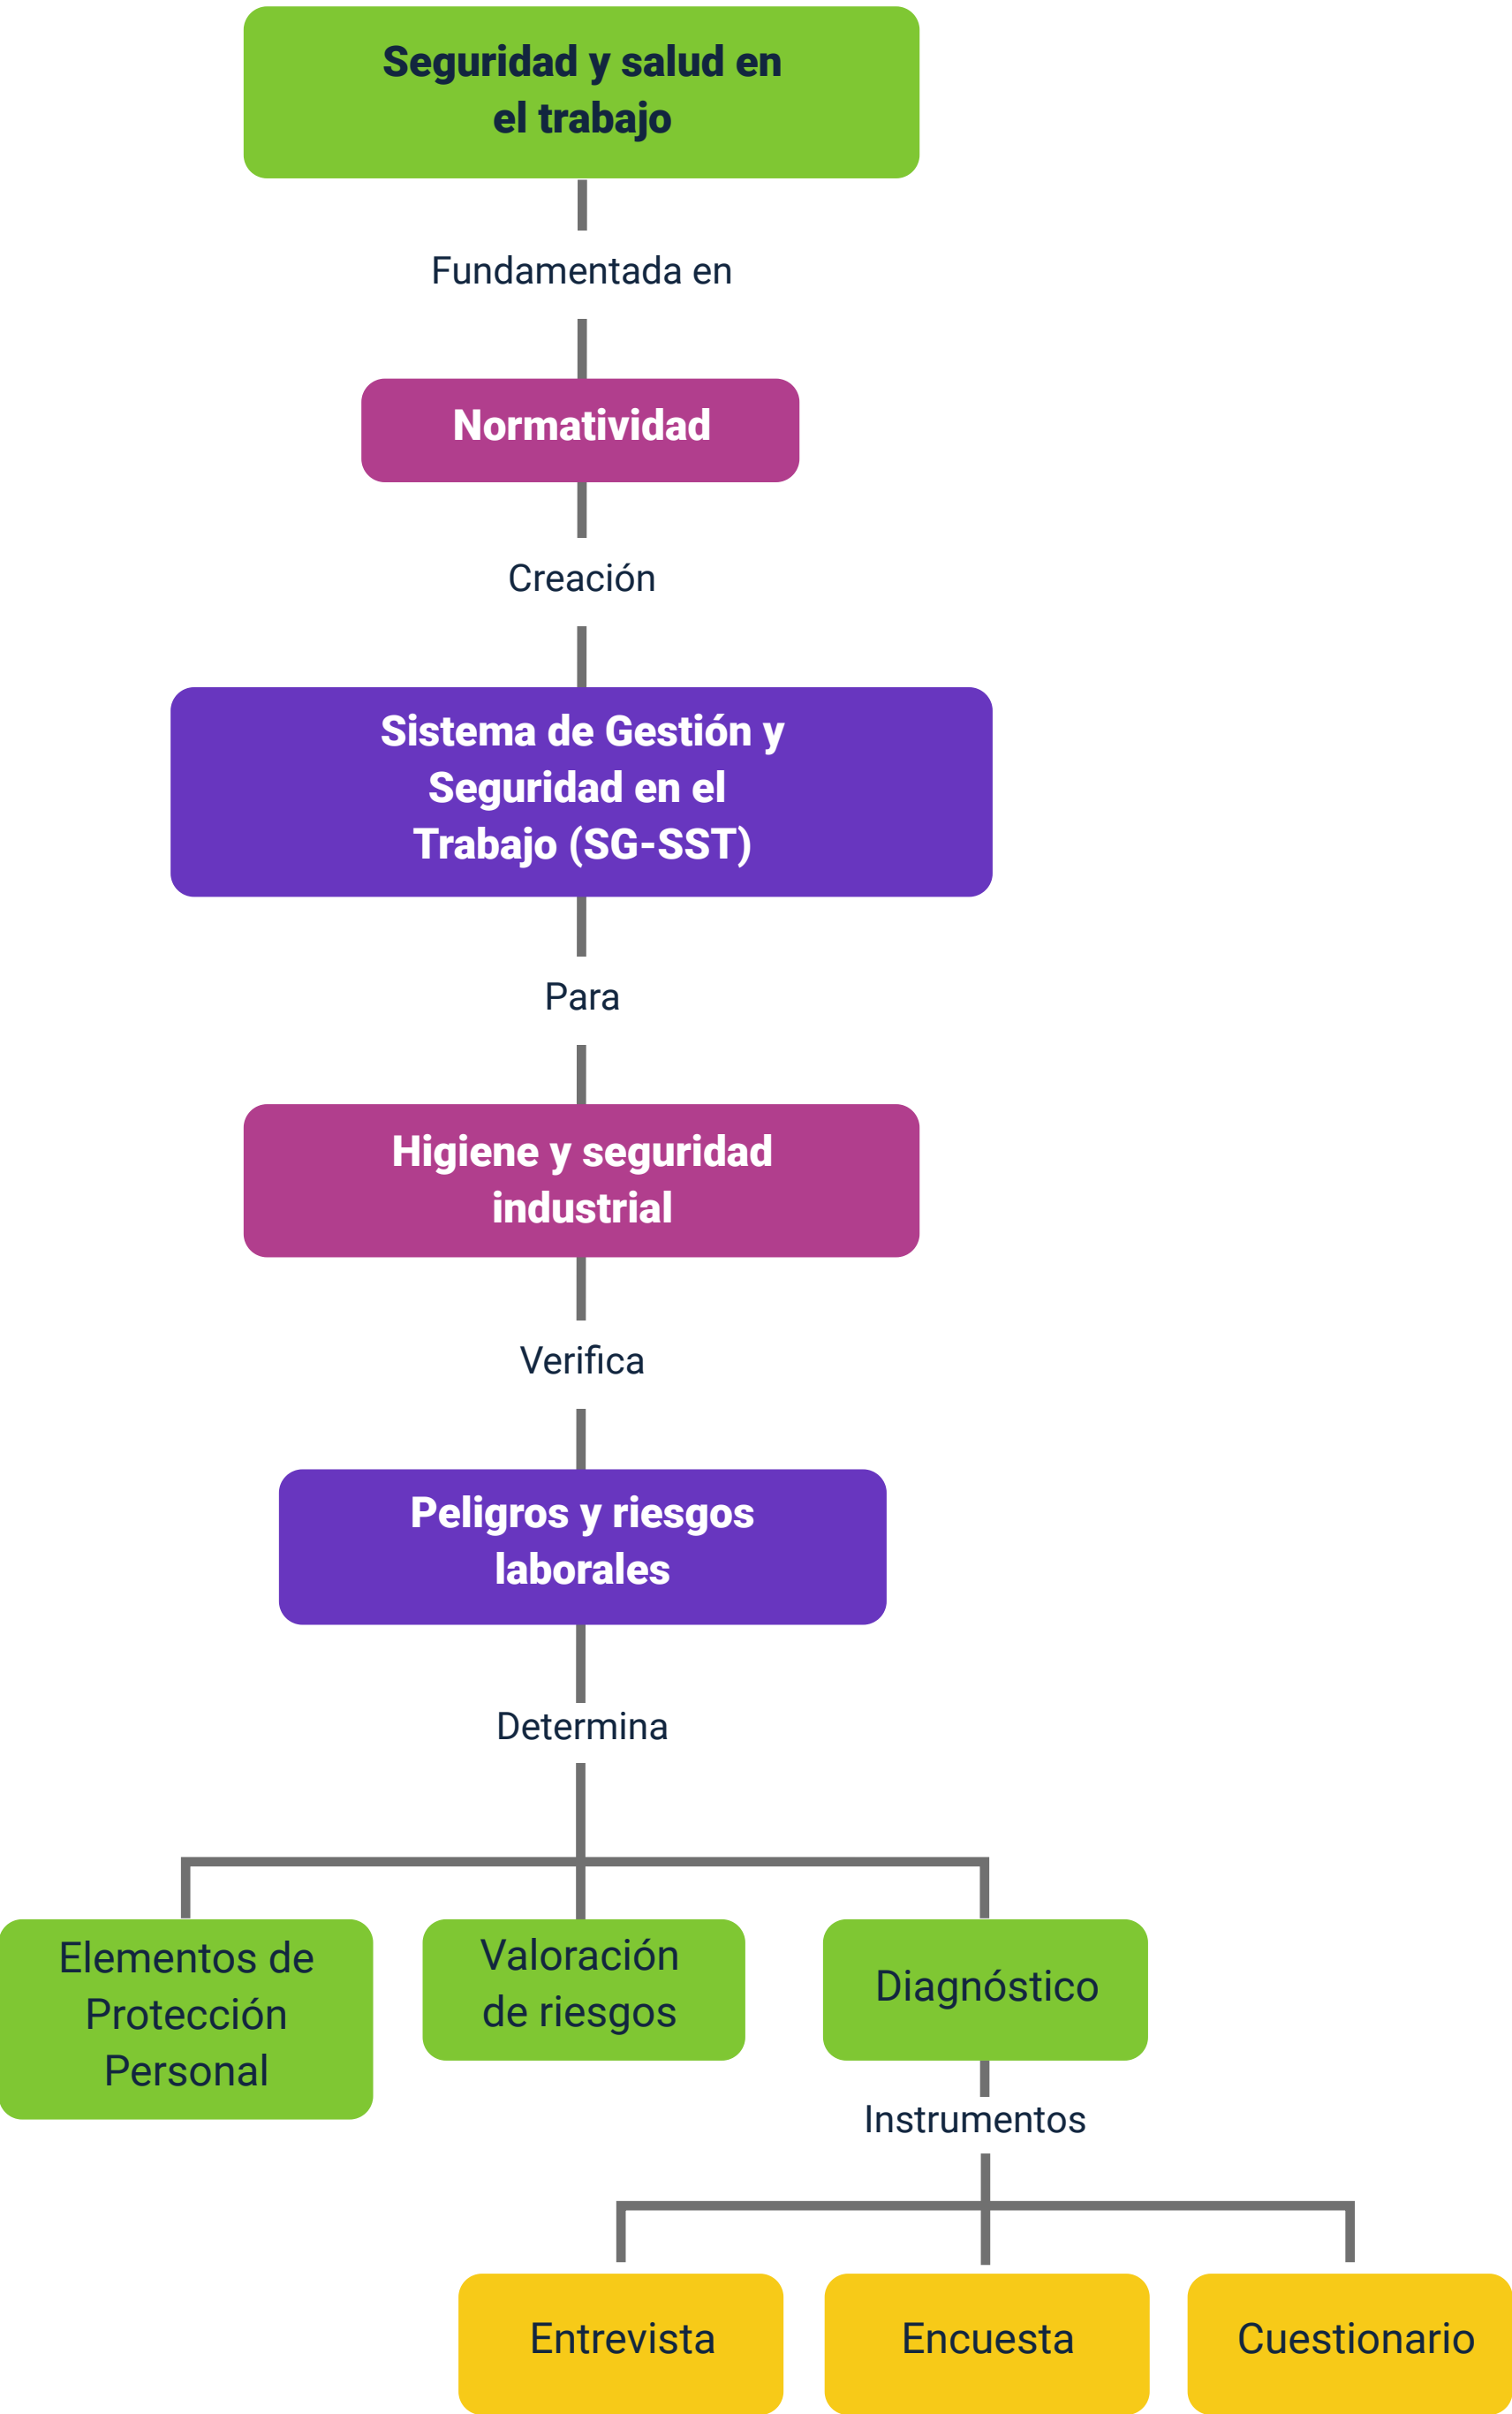 Seguridad y salud en
el trabajo
Fundamentada en
Normatividad
Creación
Sistema de Gestión y
Seguridad en el
Trabajo (SG-SST)
Para
Higiene y seguridad
industrial
Verifica
Peligros y riesgos
laborales
Determina
Elementos de
Protección
Personal
Valoración
de riesgos
Diagnóstico
Instrumentos
Entrevista
Encuesta
Cuestionario